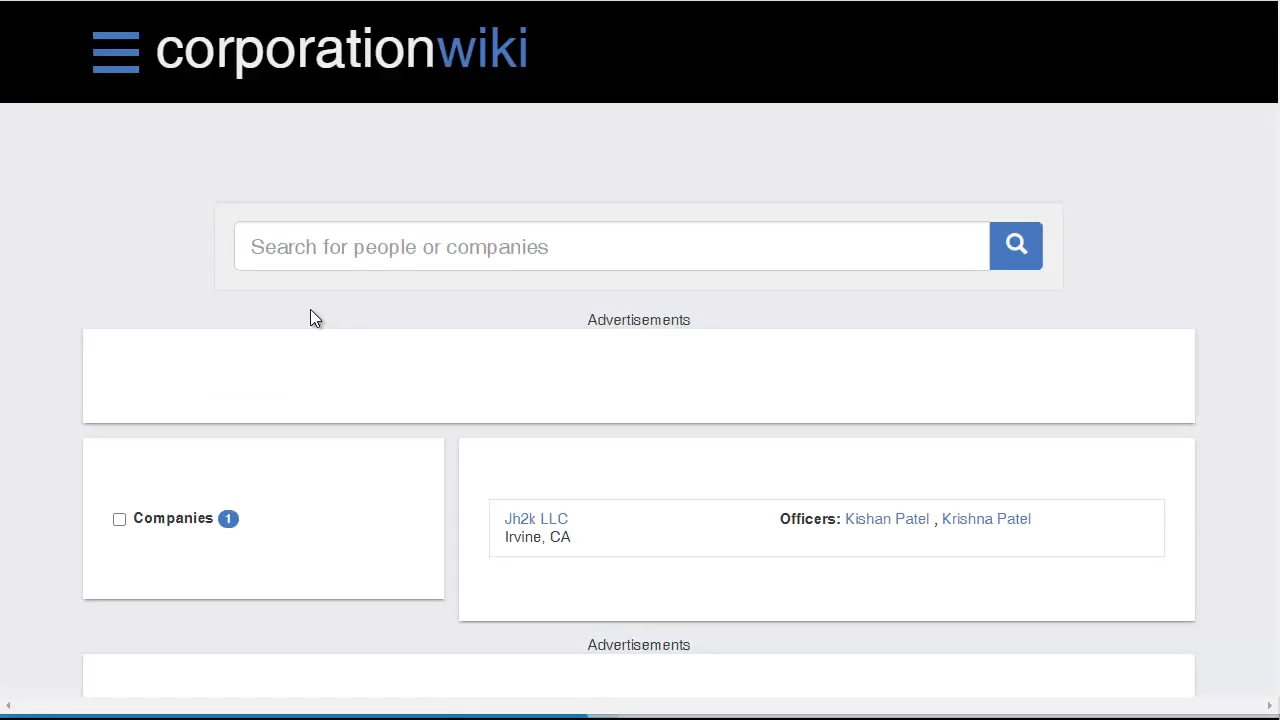 corporationwiki
Search for people or companies
Advertisements
Companies 1
Jh2k LLC
Irvine, CA
Officers: Kishan Patel , Krishna Patel
Advertisements